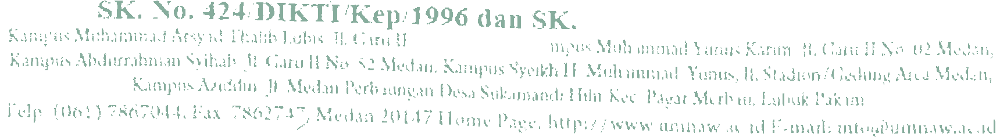 SK. No. 424/DIKTI/Kep/1996 dan SK.
Kampus Muhammad Arsyad Thalib Lubis Jl. Garu II mpus Muhammad Yunus Karim Jl. Garu II No. 02 Medan,
Kampus Abdurrahman Syihab Jl. Garu II No. 52 Medan, Kampus Syeikh H. Muhammad Yunus, Jl. Stadion/Gedung Arca Medan,
Kampus Aziddin Jl. Medan Perbaungan Desa Sukamandi Hilir Kec. Pagar Merbau, Lubuk Pakam
Telp. (061) 7867044, Fax. 7862747, Medan 20147 Home Page. http://www.umnaw.ac.id E-mail: info@umnaw.ac.id